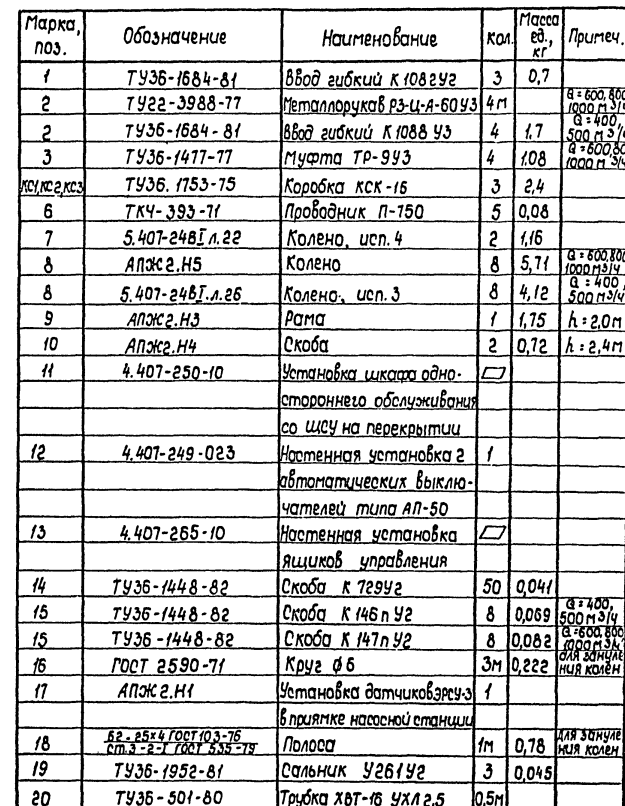 Марка, поз. Обозначение Наименование Кол. Масса ед., кг Примеч.
1 ТУ36-1684-81 Ввод гибкий К1082У2 3 0,7
2 ТУ22-3988-77 Металлорукав РЗ-Ц-А-60У3 4м Q=600,800 1000 м3/ч
2 ТУ36-1684-81 Ввод гибкий К1088 У3 4 1.7 Q=400, 500 м3/ч
3 ТУ36-1477-77 Муфта ТР-9У3 4 1.08 Q=600,800 1000 м3/ч
КС1,КС2,КС3 ТУ36.1753-75 Коробка КСК-16 3 2,4
6 ТК4-393-71 Проводник П-750 5 0,08
7 5.407-24ВI л.22 Колено, исп. 4 2 1,16
8 АПЖ2.Н5 Колено 8 5,71 Q=600,800 1000 м3/ч
8 5.407-24ВI.л.26 Колено, исп. 3 8 4,12 Q=400, 500 м3/ч
9 АПЖ2.Н3 Рама 1 1,75 h=2,0м
10 АПЖ2.Н4 Скоба 2 0,72 h=2,4м
11 4.407-250-10 Установка шкафа одно-
стороннего обслуживания
со ЩСУ на перекрытии
12 4.407-249-023 Настенная установка 2 1
автоматических выклю-
чателей типа АП-50
13 4.407-265-10 Настенная установка
ящиков управления
14 ТУ36-1448-82 Скоба К 729У2 50 0,041
15 ТУ36-1448-82 Скоба К 146п У2 8 0,069 Q=400, 500 м3/ч
15 ТУ36-1448-82 Скоба К 147п У2 8 0,082 Q=600,800 1000 м3/ч
16 ГОСТ 2590-71 Круг ф6 3м 0,222 для зануле ния колен
17 АПЖ2.Н1 Установка датчиков ЭРСУ-3 1
в приямке насосной станции
18 Б2-25х4 ГОСТ103-76 Ст.3-2-I ГОСТ 535-79 Полоса 1м 0,78 для зануле ния колен
19 ТУ36-1952-81 Сальник У261У2 3 0,045
20 ТУ36-501-80 Трубка ХВТ-16 УХЛ 2,5 0,5м